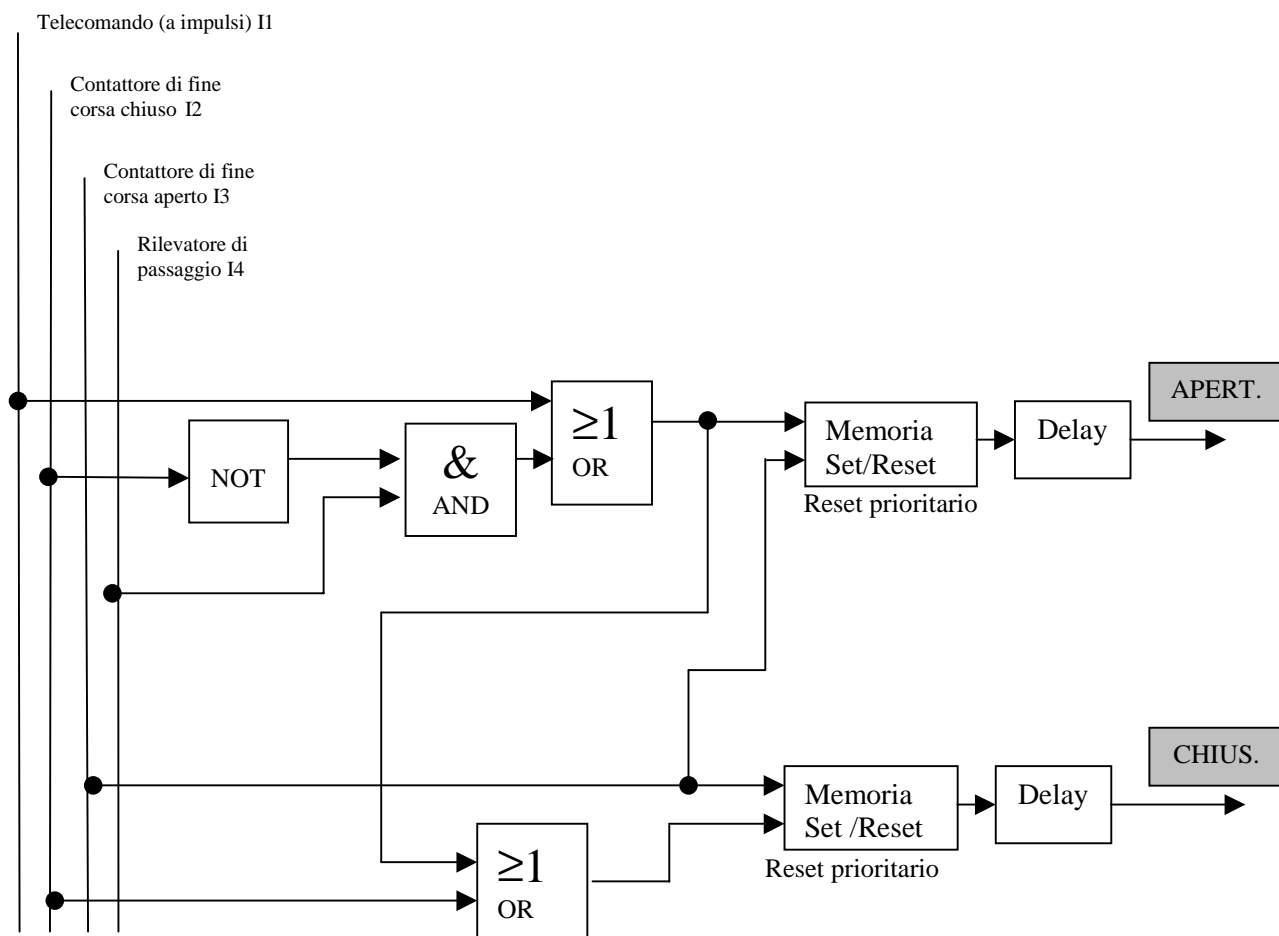 Telecomando (a impulsi) I1
Contattore di fine
corsa chiuso I2
Contattore di fine
corsa aperto I3
Rilevatore di
passaggio I4
APERT.
≥1
OR
Memoria
Set/Reset
Delay
NOT
&
AND
Reset prioritario
CHIUS.
Memoria
Set /Reset
Delay
≥1
OR
Reset prioritario